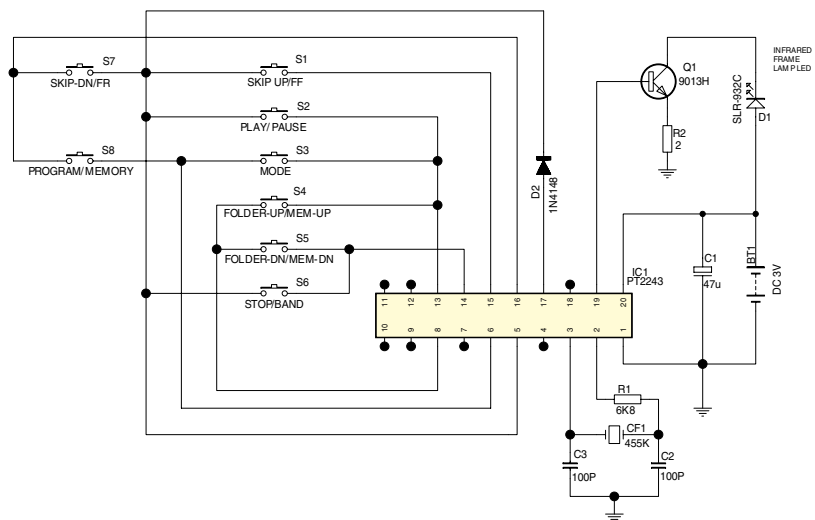 S7
SKIP-DN/FR
S1
SKIP UP/FF
S2
PLAY/PAUSE
S8
PROGRAM/MEMORY
S3
MODE
S4
FOLDER-UP/MEM-UP
S5
FOLDER-DN/MEM-DN
S6
STOP/BAND
D2
1N4148
Q1
9013H
R2
2
INFRARED
FRAME
LAMPLED
SLR-932C
D1
IC1
PT2243
C1
47u
BT1
DC 3V
11 12 13 14 15 16 17 18 19 20
10 9 8 7 6 5 4 3 2 1
R1
6K8
CF1
455K
C3
100P
C2
100P